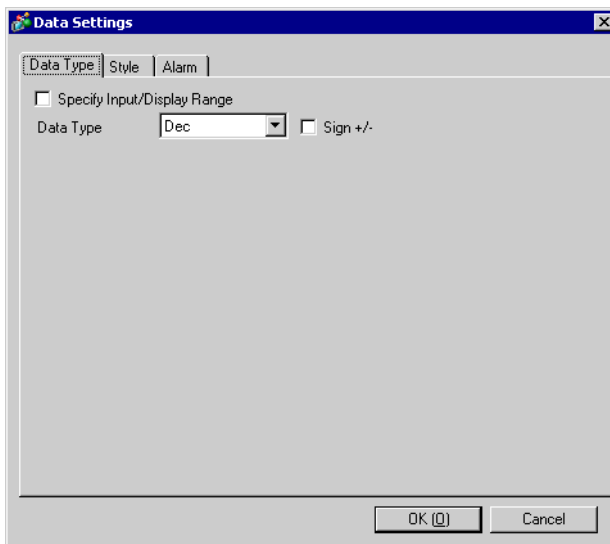 Data Settings
Data Type Style Alarm
Specify Input/Display Range
Data Type Dec Sign +/-
OK (O) Cancel